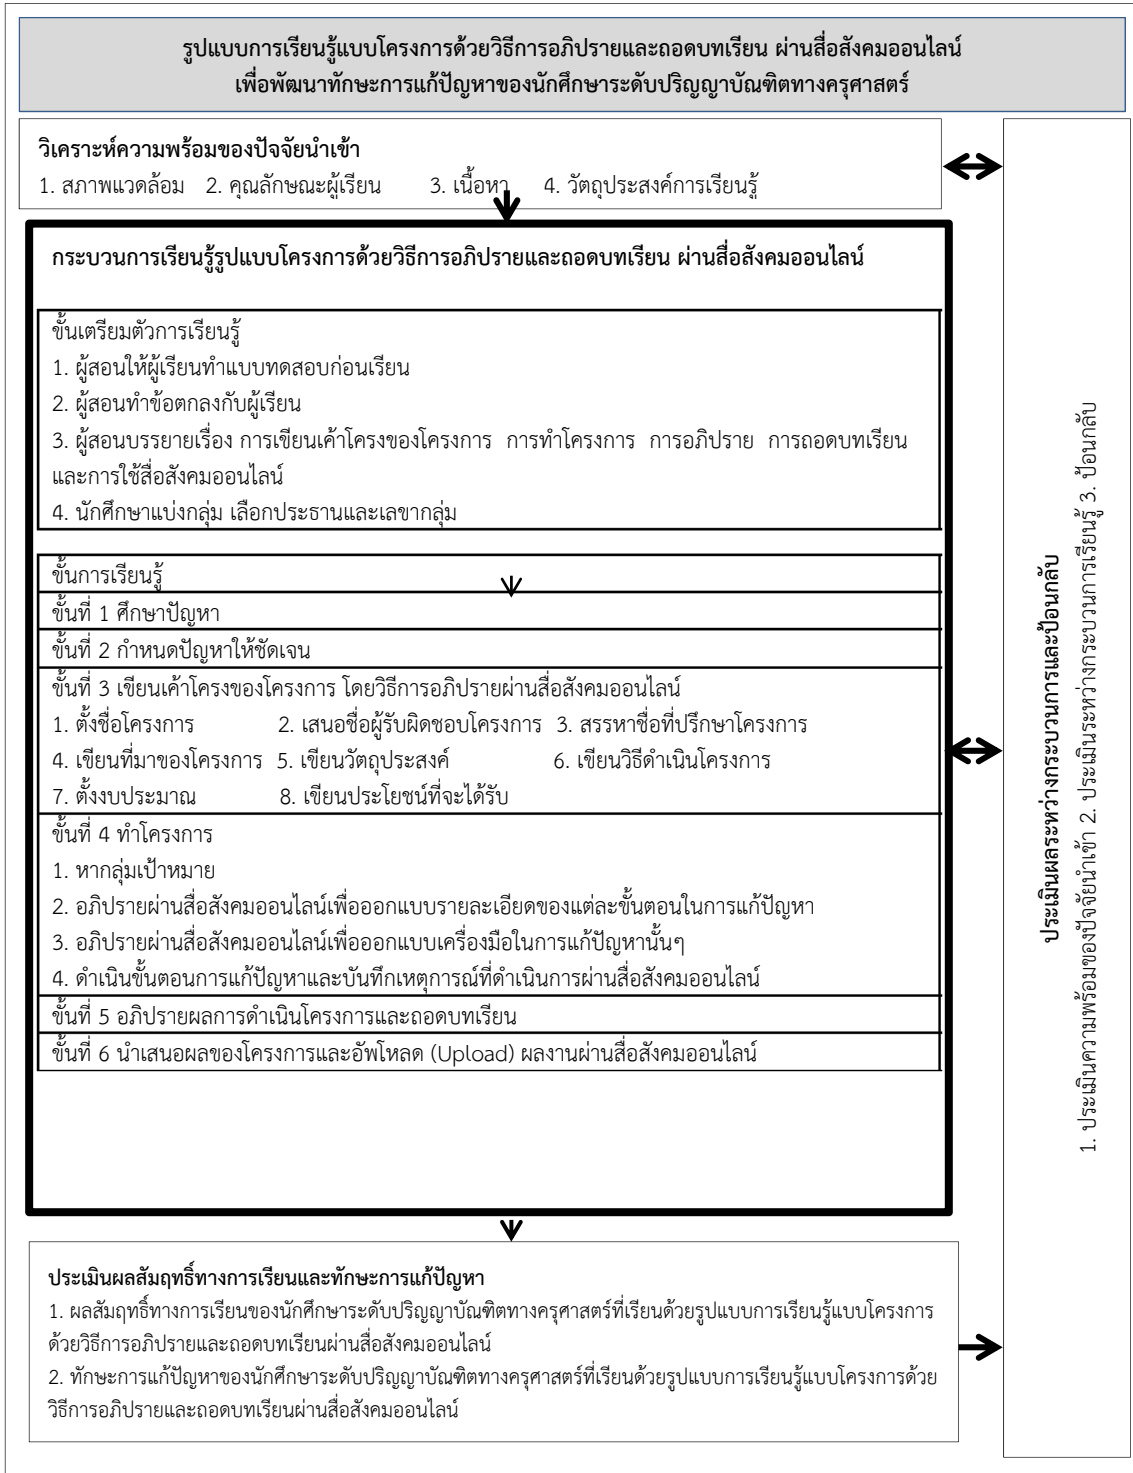 รูปแบบการเรียนรู้แบบโครงการด้วยวิธีการอภิปรายและถอดบทเรียน ผ่านสื่อสังคมออนไลน์
เพื่อพัฒนาทักษะการแก้ปัญหาของนักศึกษาระดับปริญญาบัณฑิตทางครุศาสตร์
วิเคราะห์ความพร้อมของปัจจัยนำเข้า
1. สภาพแวดล้อม 2. คุณลักษณะผู้เรียน 3. เนื้อหา 4. วัตถุประสงค์การเรียนรู้
กระบวนการเรียนรู้รูปแบบโครงการด้วยวิธีการอภิปรายและถอดบทเรียน ผ่านสื่อสังคมออนไลน์
ขั้นเตรียมตัวการเรียนรู้
1. ผู้สอนให้ผู้เรียนทำแบบทดสอบก่อนเรียน
2. ผู้สอนทำข้อตกลงกับผู้เรียน
3. ผู้สอนบรรยายเรื่อง การเขียนเค้าโครงของโครงการ การทำโครงการ การอภิปราย การถอดบทเรียน
และการใช้สื่อสังคมออนไลน์
4. นักศึกษาแบ่งกลุ่ม เลือกประธานและเลขากลุ่ม
ขั้นการเรียนรู้
ขั้นที่ 1 ศึกษาปัญหา
ขั้นที่ 2 กำหนดปัญหาให้ชัดเจน
ขั้นที่ 3 เขียนเค้าโครงของโครงการ โดยวิธีการอภิปรายผ่านสื่อสังคมออนไลน์
1. ตั้งชื่อโครงการ 2. เสนอชื่อผู้รับผิดชอบโครงการ 3. สรรหาชื่อที่ปรึกษาโครงการ
4. เขียนที่มาของโครงการ 5. เขียนวัตถุประสงค์ 6. เขียนวิธีดำเนินโครงการ
7. ตั้งงบประมาณ 8. เขียนประโยชน์ที่จะได้รับ
ขั้นที่ 4 ทำโครงการ
1. หากลุ่มเป้าหมาย
2. อภิปรายผ่านสื่อสังคมออนไลน์เพื่อออกแบบรายละเอียดของแต่ละขั้นตอนในการแก้ปัญหา
3. อภิปรายผ่านสื่อสังคมออนไลน์เพื่อออกแบบเครื่องมือในการแก้ปัญหานั้นๆ
4. ดำเนินขั้นตอนการแก้ปัญหาและบันทึกเหตุการณ์ที่ดำเนินการผ่านสื่อสังคมออนไลน์
ขั้นที่ 5 อภิปรายผลการดำเนินโครงการและถอดบทเรียน
ขั้นที่ 6 นำเสนอผลของโครงการและอัพโหลด (Upload) ผลงานผ่านสื่อสังคมออนไลน์
ประเมินผลสัมฤทธิ์ทางการเรียนและทักษะการแก้ปัญหา
1. ผลสัมฤทธิ์ทางการเรียนของนักศึกษาระดับปริญญาบัณฑิตทางครุศาสตร์ที่เรียนด้วยรูปแบบการเรียนรู้แบบโครงการ
ด้วยวิธีการอภิปรายและถอดบทเรียนผ่านสื่อสังคมออนไลน์
2. ทักษะการแก้ปัญหาของนักศึกษาระดับปริญญาบัณฑิตทางครุศาสตร์ที่เรียนด้วยรูปแบบการเรียนรู้แบบโครงการด้วย
วิธีการอภิปรายและถอดบทเรียนผ่านสื่อสังคมออนไลน์
ประเมินผลระหว่างกระบวนการและป้อนกลับ
1. ประเมินความพร้อมของปัจจัยนำเข้า 2. ประเมินระหว่างกระบวนการเรียนรู้ 3. ป้อนกลับ